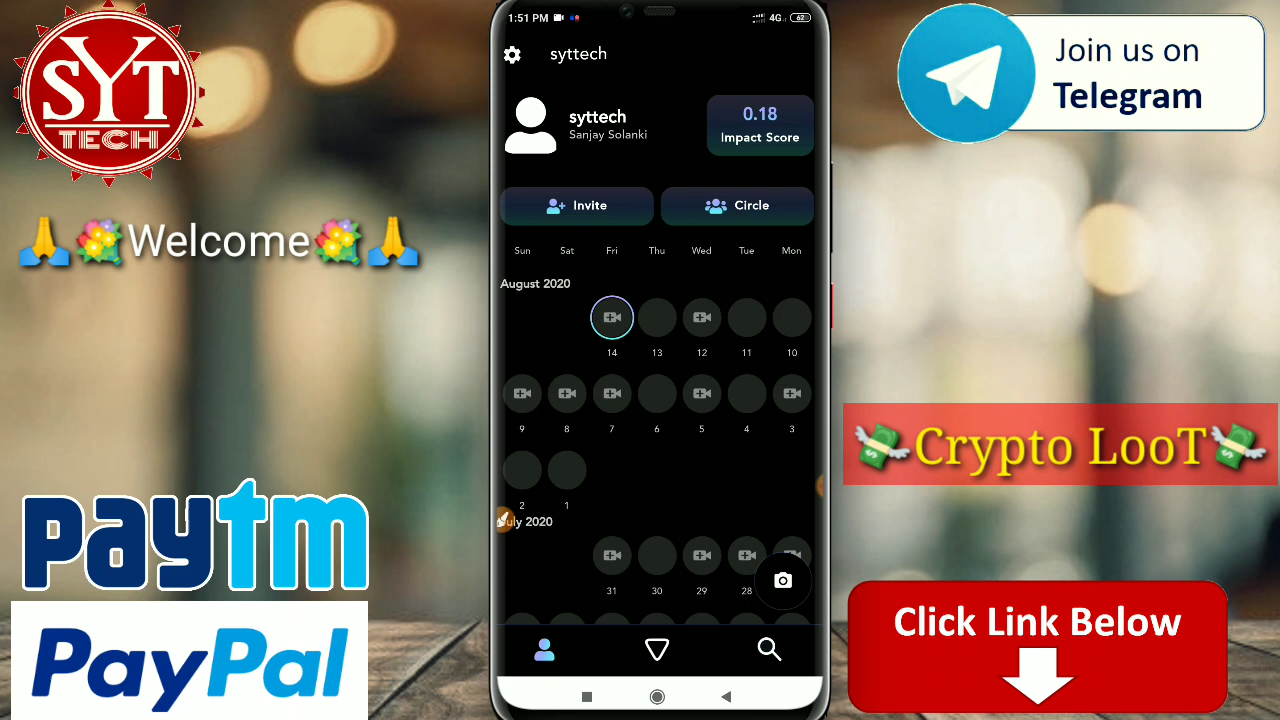 SYT
TECH
🙏💐Welcome💐🙏
Paytm
PayPal
1:51 PM
4G
62
syttech
syttech
Sanjay Solanki
0.18
Impact Score
Invite
Circle
Sun Sat Fri Thu Wed Tue Mon
August 2020
14 13 12 11 10
9 8 7 6 5 4 3
2 1
July 2020
31 30 29 28
Join us on
Telegram
💸Crypto LooT💸
Click Link Below